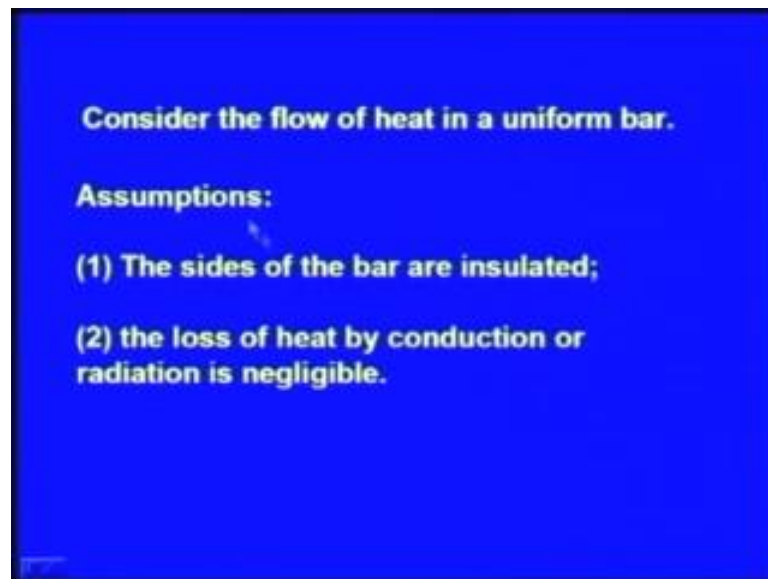 Consider the flow of heat in a uniform bar.
Assumptions:
(1) The sides of the bar are insulated;
(2) the loss of heat by conduction or
radiation is negligible.